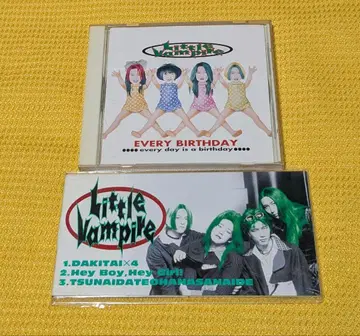 Little
Vampire
EVERY BIRTHDAY
●●●●every day is a birthday●●●●
Little
Vampire
1.DAKITAI×4
2.Hey Boy,Hey Girl!
3.TSUNAIDATEOHANASANAIDE